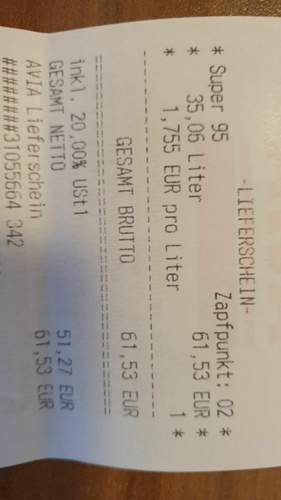 -LIEFERSCHEIN-
* Super 95 Zapfpunkt: 02 *
* 35,06 Liter 61,53 EUR *
* 1,755 EUR pro Liter 1 *
GESAMT BRUTTO 61,53 EUR
inkl. 20,00% USt1
GESAMT NETTO 51,27 EUR
AVIA Lieferschein 61,53 EUR
#######31055664 342